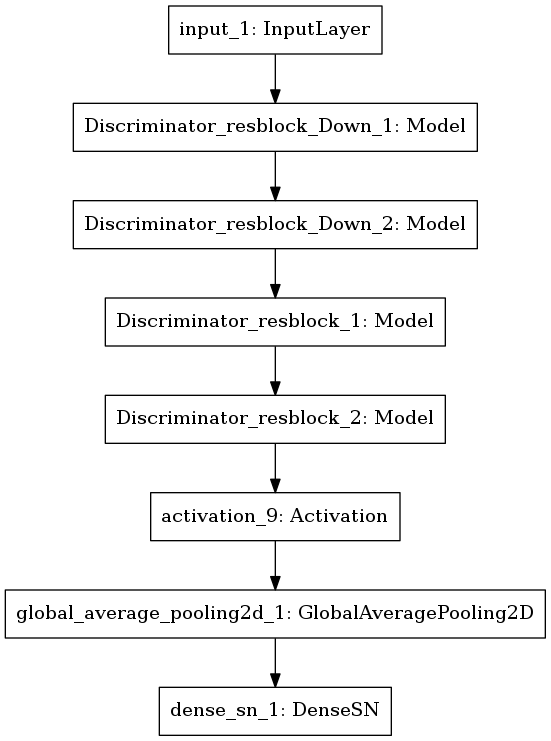 input_1: InputLayer
Discriminator_resblock_Down_1: Model
Discriminator_resblock_Down_2: Model
Discriminator_resblock_1: Model
Discriminator_resblock_2: Model
activation_9: Activation
global_average_pooling2d_1: GlobalAveragePooling2D
dense_sn_1: DenseSN